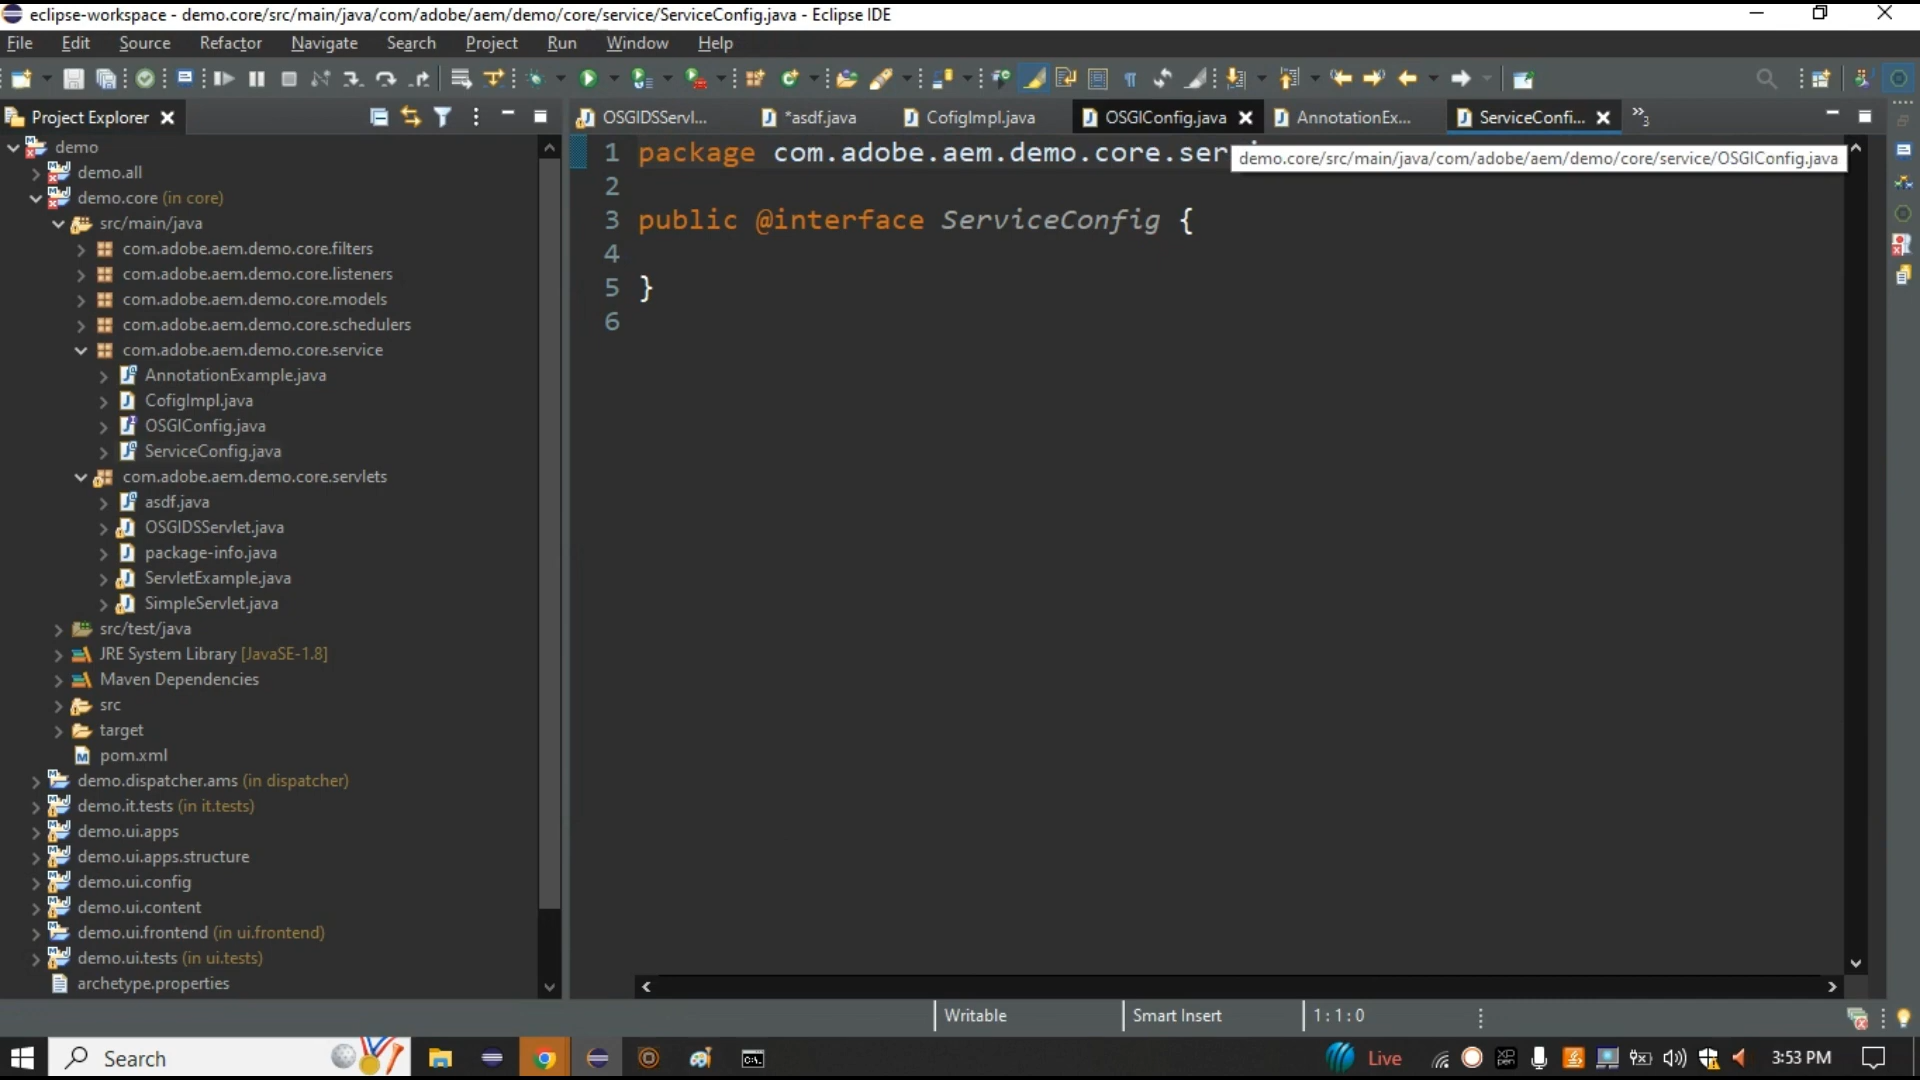 eclipse-workspace - demo.core/src/main/java/com/adobe/aem/demo/core/service/ServiceConfig.java - Eclipse IDE
File Edit Source Refactor Navigate Search Project Run Window Help
Project Explorer
OSGIDSServl... *asdf.java CofigImpl.java OSGIConfig.java AnnotationEx... ServiceConfi... »3
demo
demo.all
demo.core (in core)
src/main/java
com.adobe.aem.demo.core.filters
com.adobe.aem.demo.core.listeners
com.adobe.aem.demo.core.models
com.adobe.aem.demo.core.schedulers
com.adobe.aem.demo.core.service
AnnotationExample.java
CofigImpl.java
OSGIConfig.java
ServiceConfig.java
com.adobe.aem.demo.core.servlets
asdf.java
OSGIDSServlet.java
package-info.java
ServletExample.java
SimpleServlet.java
src/test/java
JRE System Library [JavaSE-1.8]
Maven Dependencies
src
target
pom.xml
demo.dispatcher.ams (in dispatcher)
demo.it.tests (in it.tests)
demo.ui.apps
demo.ui.apps.structure
demo.ui.config
demo.ui.content
demo.ui.frontend (in ui.frontend)
demo.ui.tests (in ui.tests)
archetype.properties
1 package com.adobe.aem.demo.core.ser
demo.core/src/main/java/com/adobe/aem/demo/core/service/OSGIConfig.java
2
3 public @interface ServiceConfig {
4
5 }
6
Writable Smart Insert 1 : 1 : 0
Search
Live
3:53 PM